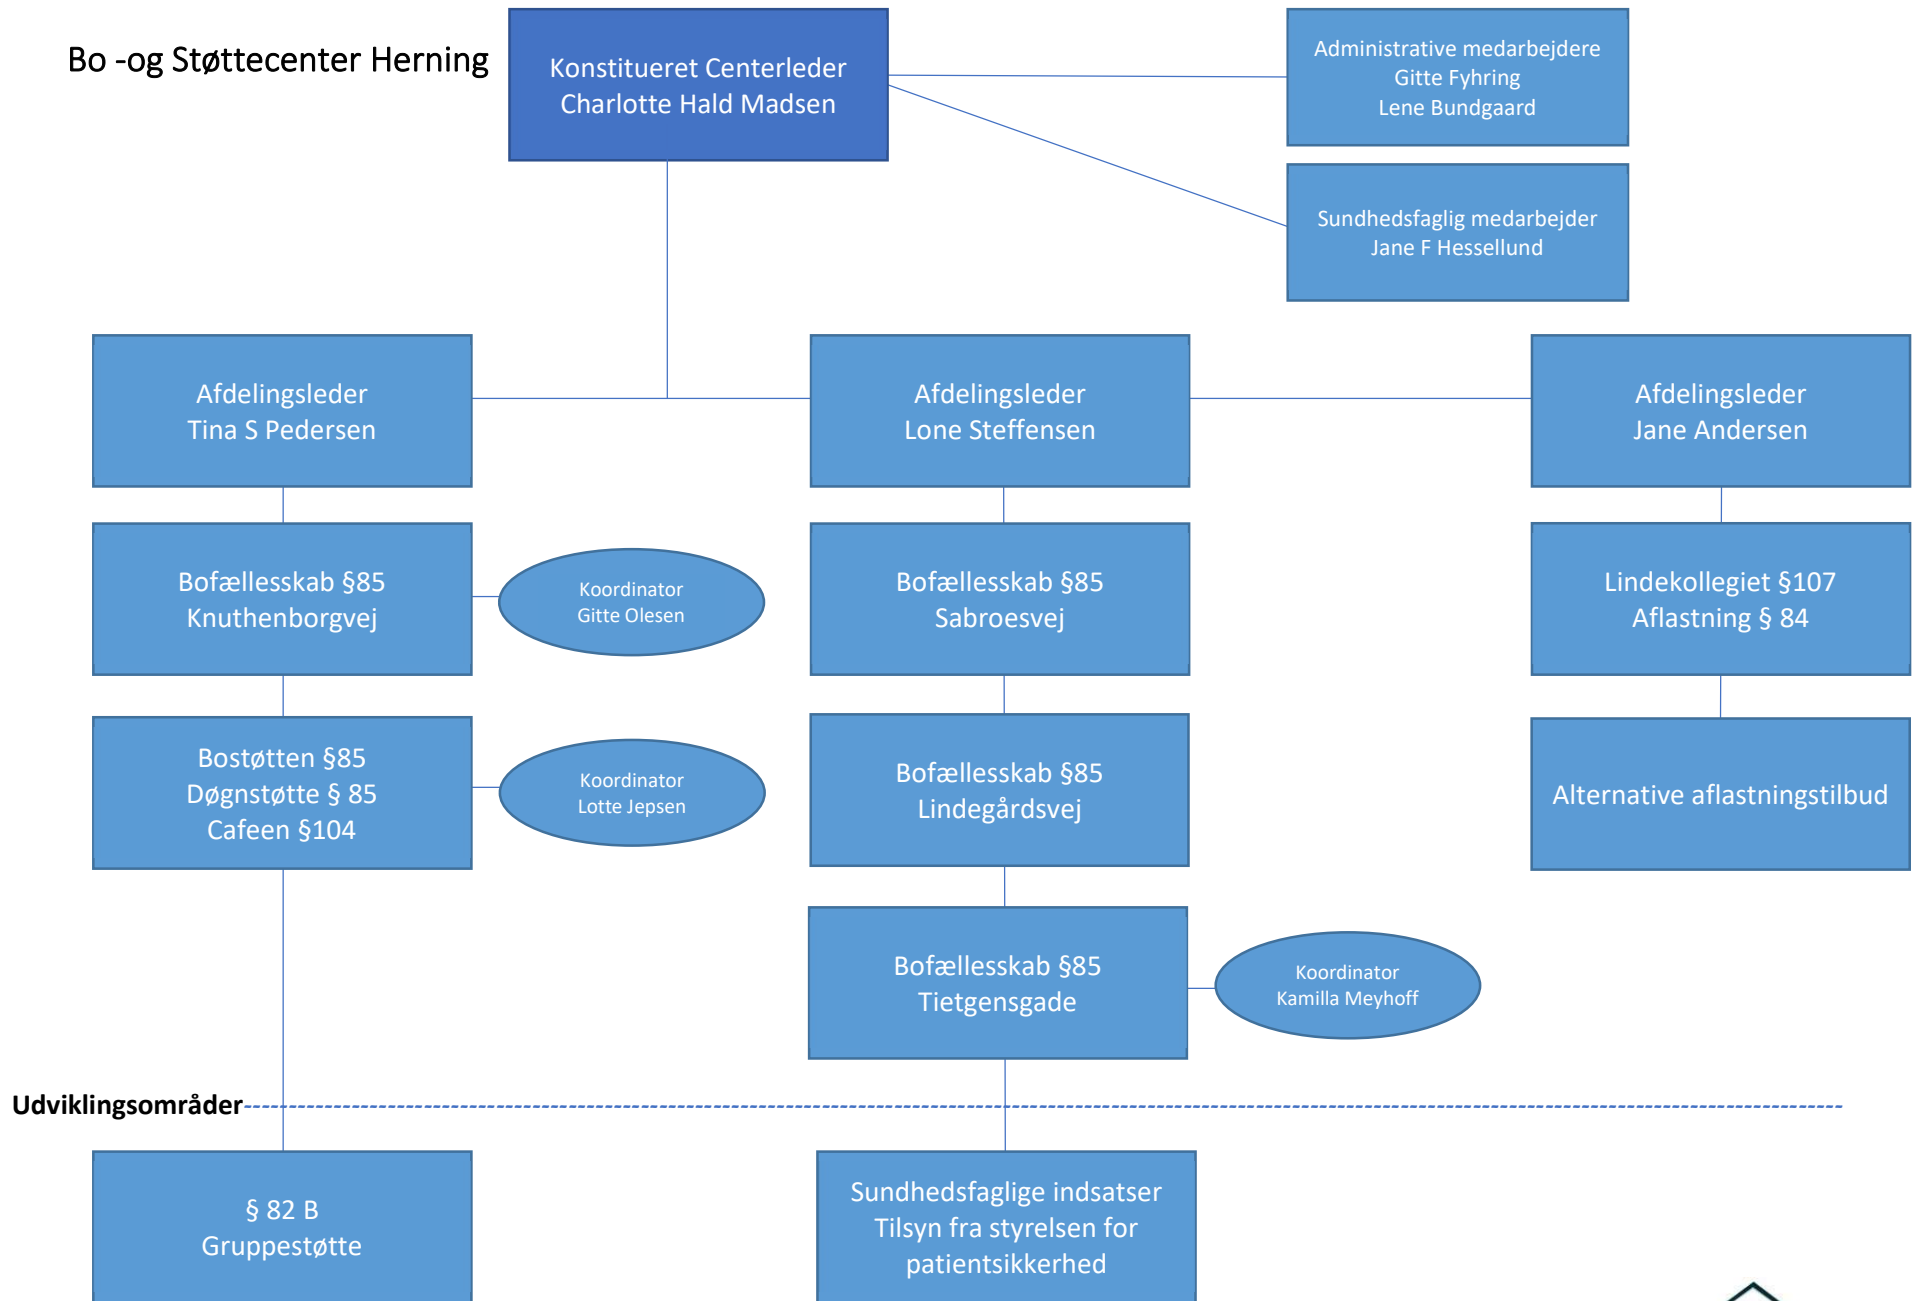 Bo -og Støttecenter Herning
Konstitueret Centerleder
Charlotte Hald Madsen
Administrative medarbejdere
Gitte Fyhring
Lene Bundgaard
Sundhedsfaglig medarbejder
Jane F Hessellund
Afdelingsleder
Tina S Pedersen
Afdelingsleder
Lone Steffensen
Afdelingsleder
Jane Andersen
Bofællesskab §85
Knuthenborgvej
Koordinator
Gitte Olesen
Bofællesskab §85
Sabroesvej
Lindekollegiet §107
Aflastning § 84
Bostøtten §85
Døgnstøtte § 85
Cafeen §104
Koordinator
Lotte Jepsen
Bofællesskab §85
Lindegårdsvej
Alternative aflastningstilbud
Bofællesskab §85
Tietgensgade
Koordinator
Kamilla Meyhoff
Udviklingsområder
§ 82 B
Gruppestøtte
Sundhedsfaglige indsatser
Tilsyn fra styrelsen for
patientsikkerhed